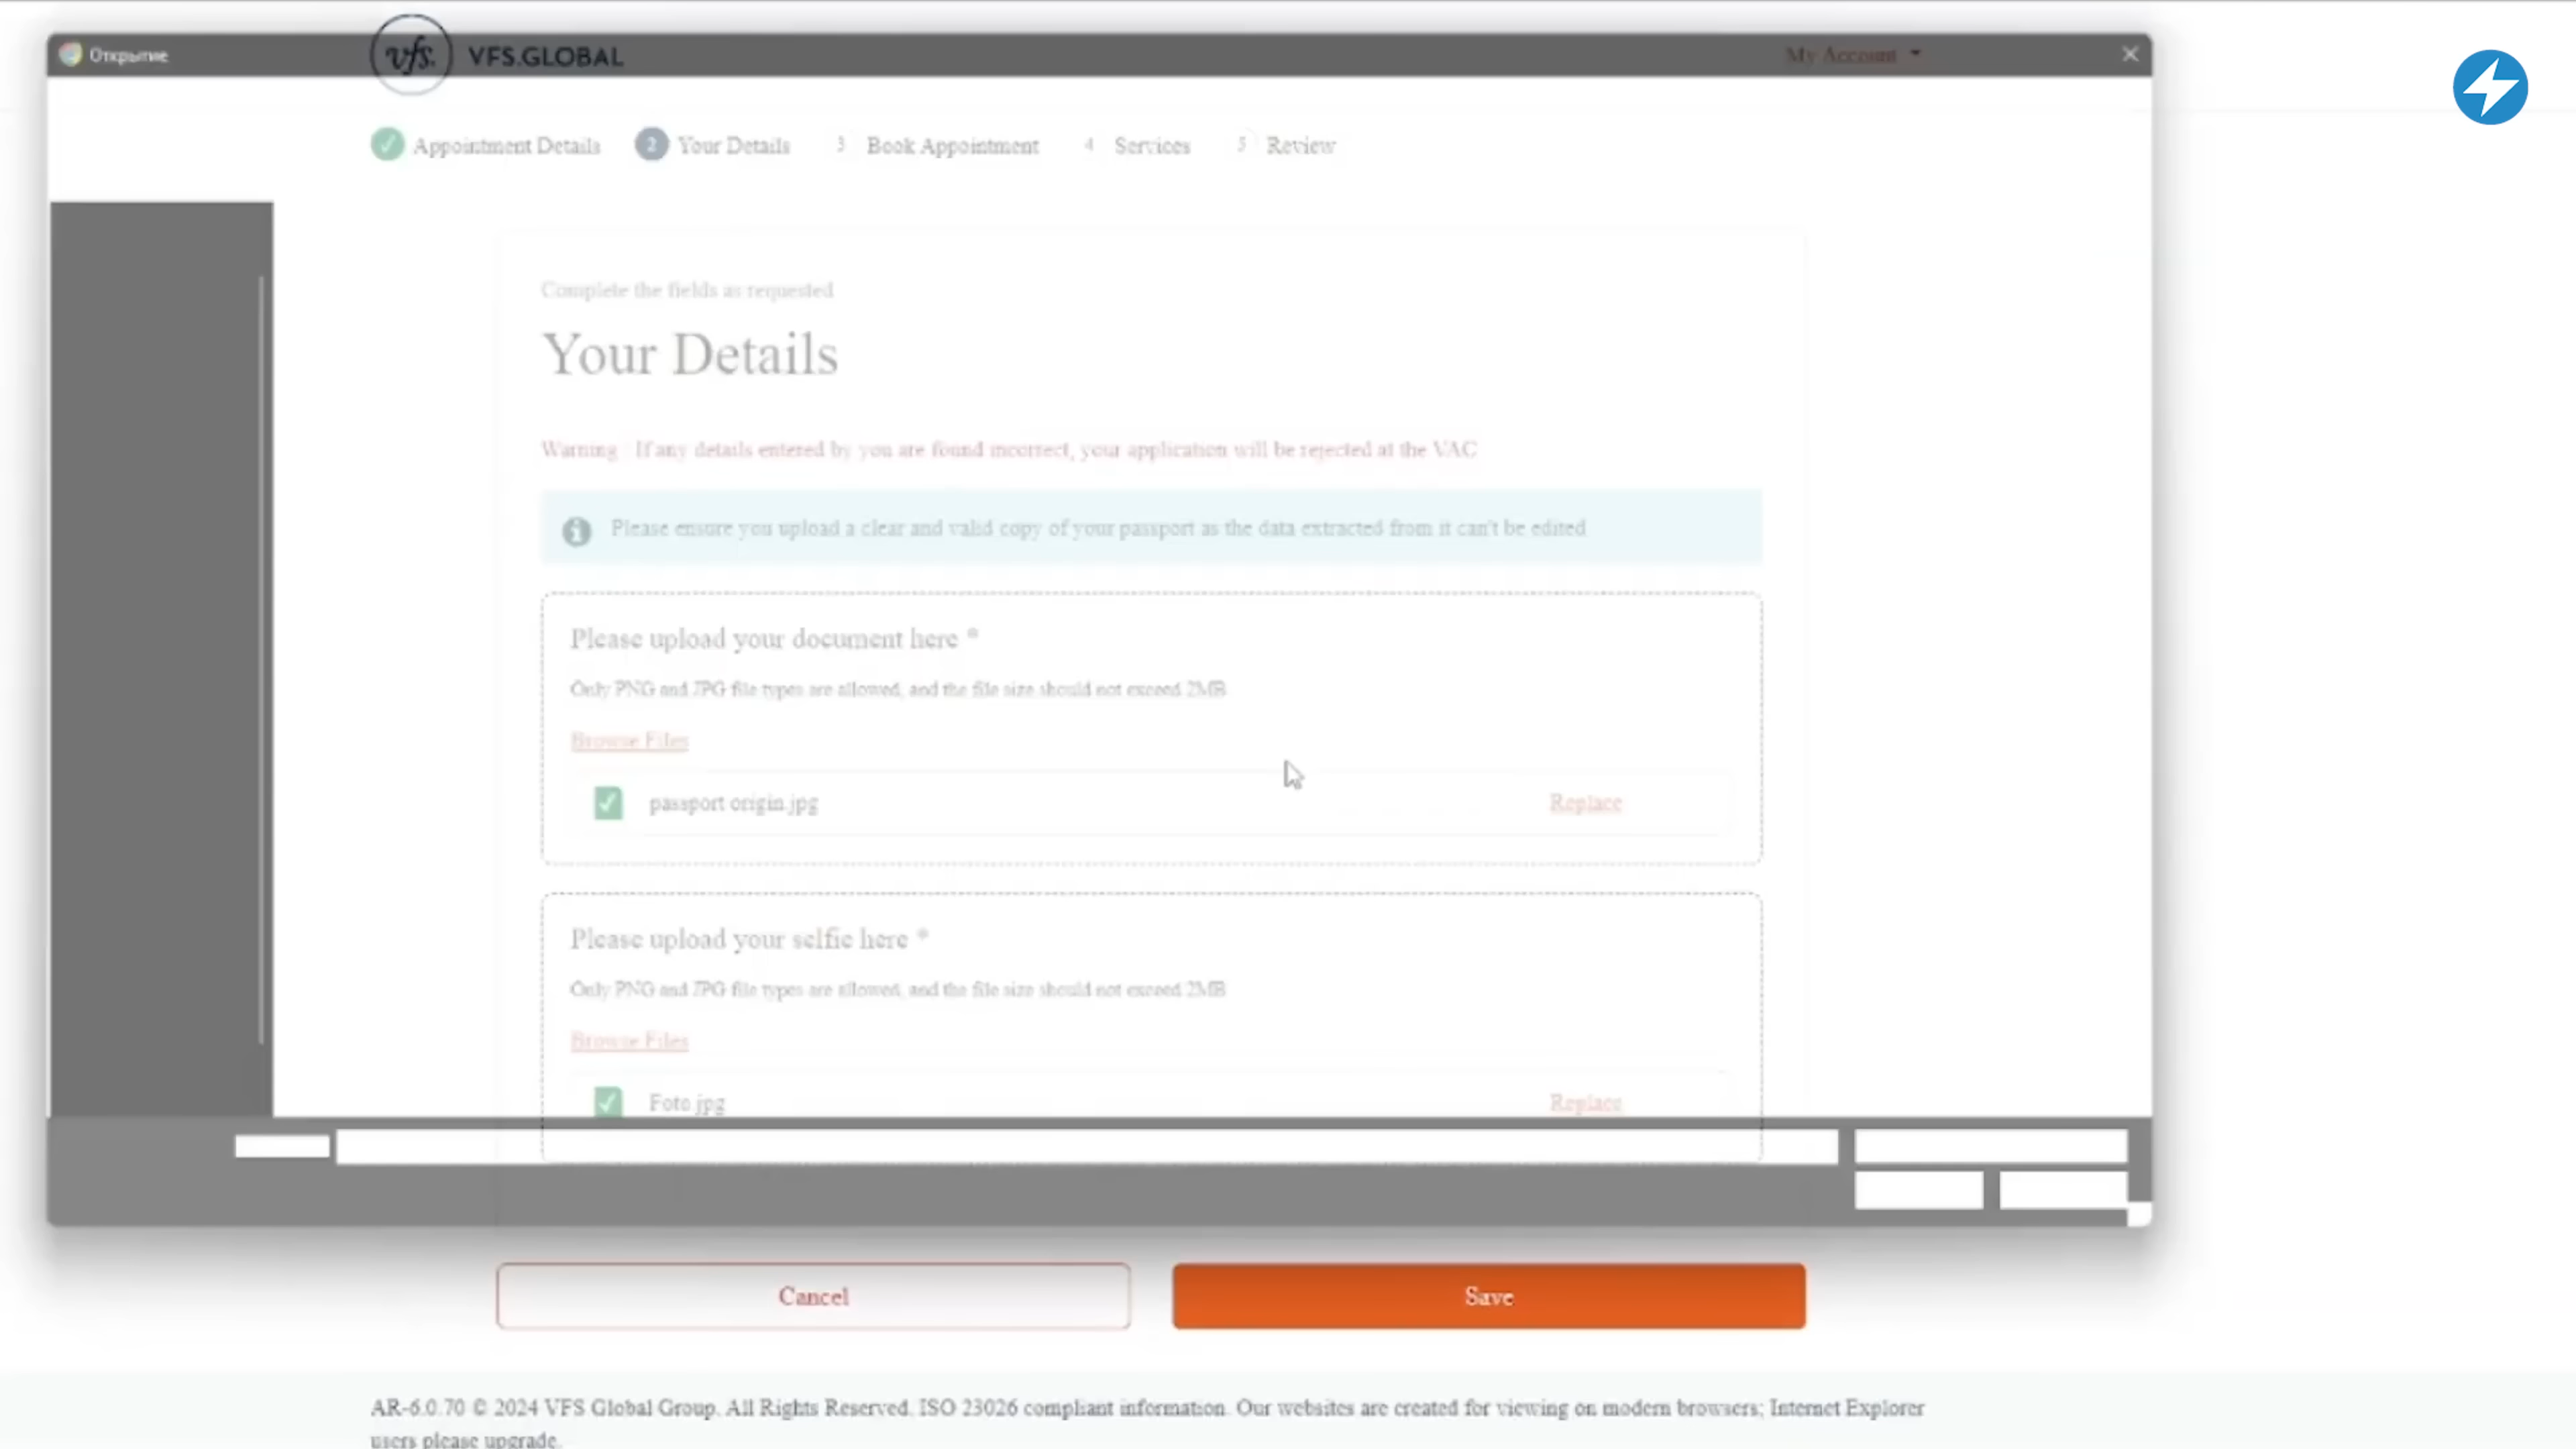 Открытие
vfs. VFS.GLOBAL
My Account
Appointment Details 2 Your Details 3 Book Appointment 4 Services 5 Review
Complete the fields as requested
Your Details
Warning : If any details entered by you are found incorrect, your application will be rejected at the VAC
Please ensure you upload a clear and valid copy of your passport as the data extracted from it can't be edited
Please upload your document here *
Only PNG and JPG file types are allowed, and the file size should not exceed 2MB
Browse Files
passport origin.jpg Replace
Please upload your selfie here *
Only PNG and JPG file types are allowed, and the file size should not exceed 2MB
Browse Files
Foto.jpg Replace
Cancel Save
AR-6.0.70 © 2024 VFS Global Group. All Rights Reserved. ISO 23026 compliant information. Our websites are created for viewing on modern browsers; Internet Explorer
users please upgrade.